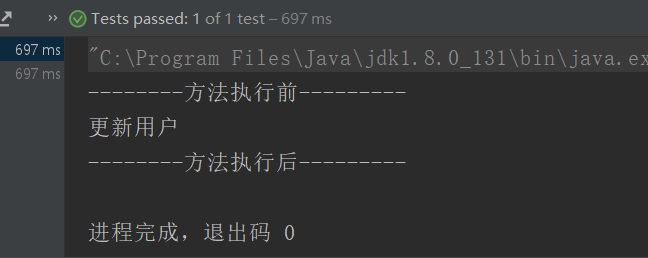 Tests passed: 1 of 1 test – 697 ms
697 ms
697 ms
"C:\Program Files\Java\jdk1.8.0_131\bin\java.ex
--------方法执行前---------
更新用户
--------方法执行后---------
进程完成，退出码 0